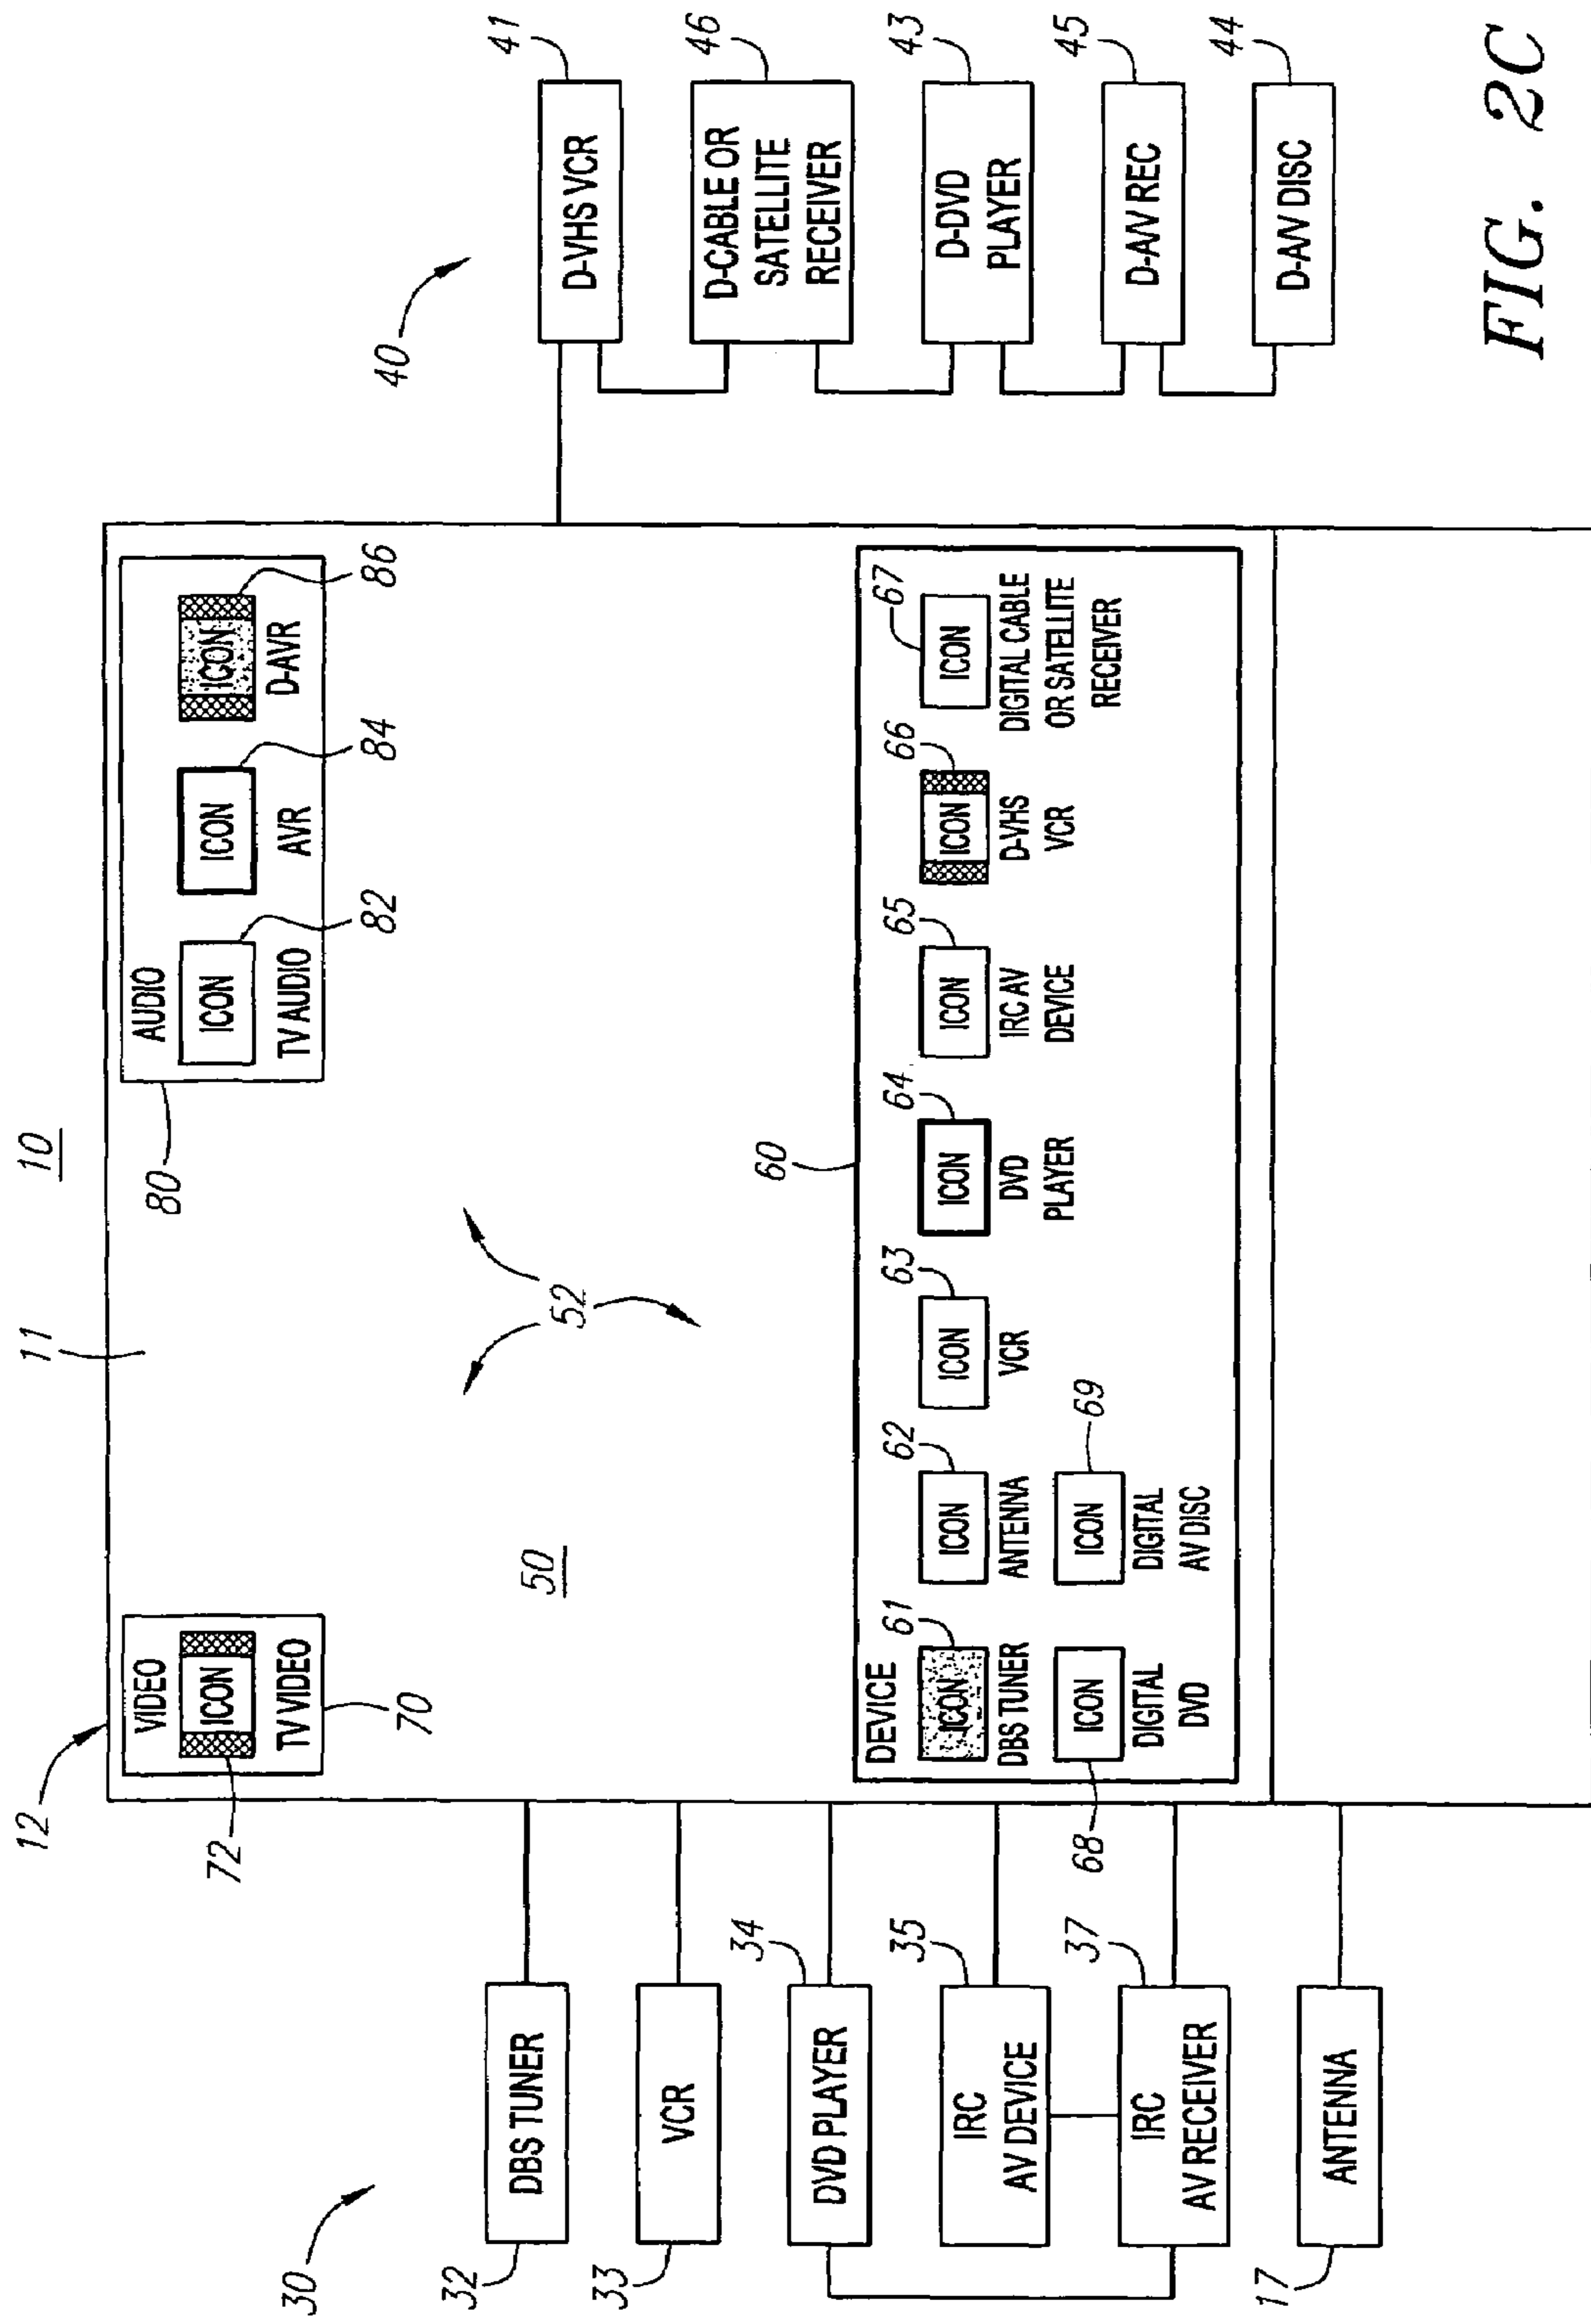 10
12
11
VIDEO
ICON
TV VIDEO
72
70
80
AUDIO
ICON
ICON
ICON
TV AUDIO
AVR
D-AVR
82
84
86
50
52
60
DEVICE
61
62
63
64
65
66
67
ICON
ICON
ICON
ICON
ICON
ICON
ICON
DBS TUNER
ANTENNA
VCR
DVD
PLAYER
IRC AV
DEVICE
D-VHS
VCR
DIGITAL CABLE
OR SATELLITE
RECEIVER
68
ICON
DIGITAL
DVD
69
ICON
DIGITAL
AV DISC
30
32
DBS TUNER
33
VCR
34
DVD PLAYER
35
IRC
AV DEVICE
37
IRC
AV RECEIVER
17
ANTENNA
40
41
D-VHS VCR
46
D-CABLE OR
SATELLITE
RECEIVER
43
D-DVD
PLAYER
45
D-A/V REC
44
D-A/V DISC
FIG. 2C